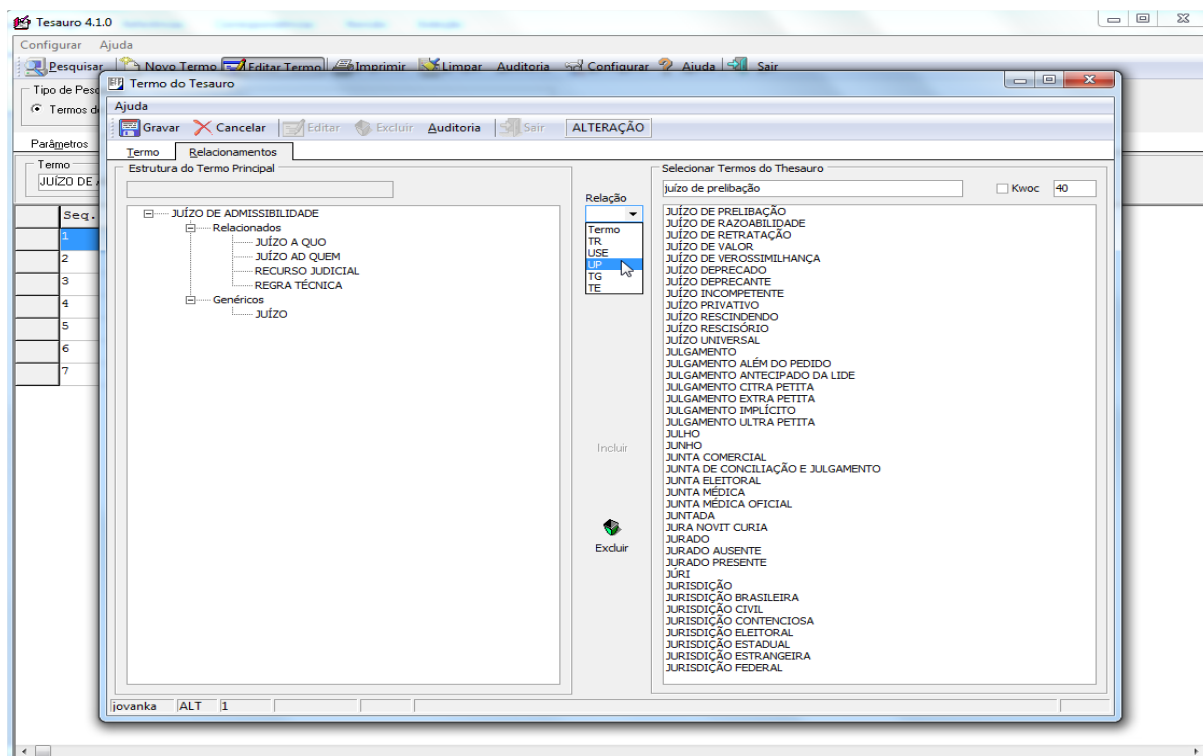 Tesauro 4.1.0
Configurar Ajuda
Pesquisar Novo Termo Editar Termo Imprimir Limpar Auditoria Configurar Ajuda Sair
Tipo de Pesq
Termos d
Parâmetros
Termo
JUÍZO DE A
Seq.
1
2
3
4
5
6
7
Termo do Tesauro
Ajuda
Gravar Cancelar Editar Excluir Auditoria Sair ALTERAÇÃO
Termo Relacionamentos
Estrutura do Termo Principal
JUÍZO DE ADMISSIBILIDADE
Relacionados
JUÍZO A QUO
JUÍZO AD QUEM
RECURSO JUDICIAL
REGRA TÉCNICA
Genéricos
JUÍZO
Relação
Termo
TR
USE
UP
TG
TE
Incluir
Excluir
Selecionar Termos do Thesauro
juízo de prelibação Kwoc 40
JUÍZO DE PRELIBAÇÃO
JUÍZO DE RAZOABILIDADE
JUÍZO DE RETRATAÇÃO
JUÍZO DE VALOR
JUÍZO DE VEROSSIMILHANÇA
JUÍZO DEPRECADO
JUÍZO DEPRECANTE
JUÍZO INCOMPETENTE
JUÍZO PRIVATIVO
JUÍZO RESCINDENDO
JUÍZO RESCISÓRIO
JUÍZO UNIVERSAL
JULGAMENTO
JULGAMENTO ALÉM DO PEDIDO
JULGAMENTO ANTECIPADO DA LIDE
JULGAMENTO CITRA PETITA
JULGAMENTO EXTRA PETITA
JULGAMENTO IMPLÍCITO
JULGAMENTO ULTRA PETITA
JULHO
JUNHO
JUNTA COMERCIAL
JUNTA DE CONCILIAÇÃO E JULGAMENTO
JUNTA ELEITORAL
JUNTA MÉDICA
JUNTA MÉDICA OFICIAL
JUNTADA
JURA NOVIT CURIA
JURADO
JURADO AUSENTE
JURADO PRESENTE
JÚRI
JURISDIÇÃO
JURISDIÇÃO BRASILEIRA
JURISDIÇÃO CIVIL
JURISDIÇÃO CONTENCIOSA
JURISDIÇÃO ELEITORAL
JURISDIÇÃO ESTADUAL
JURISDIÇÃO ESTRANGEIRA
JURISDIÇÃO FEDERAL
jovanka ALT 1